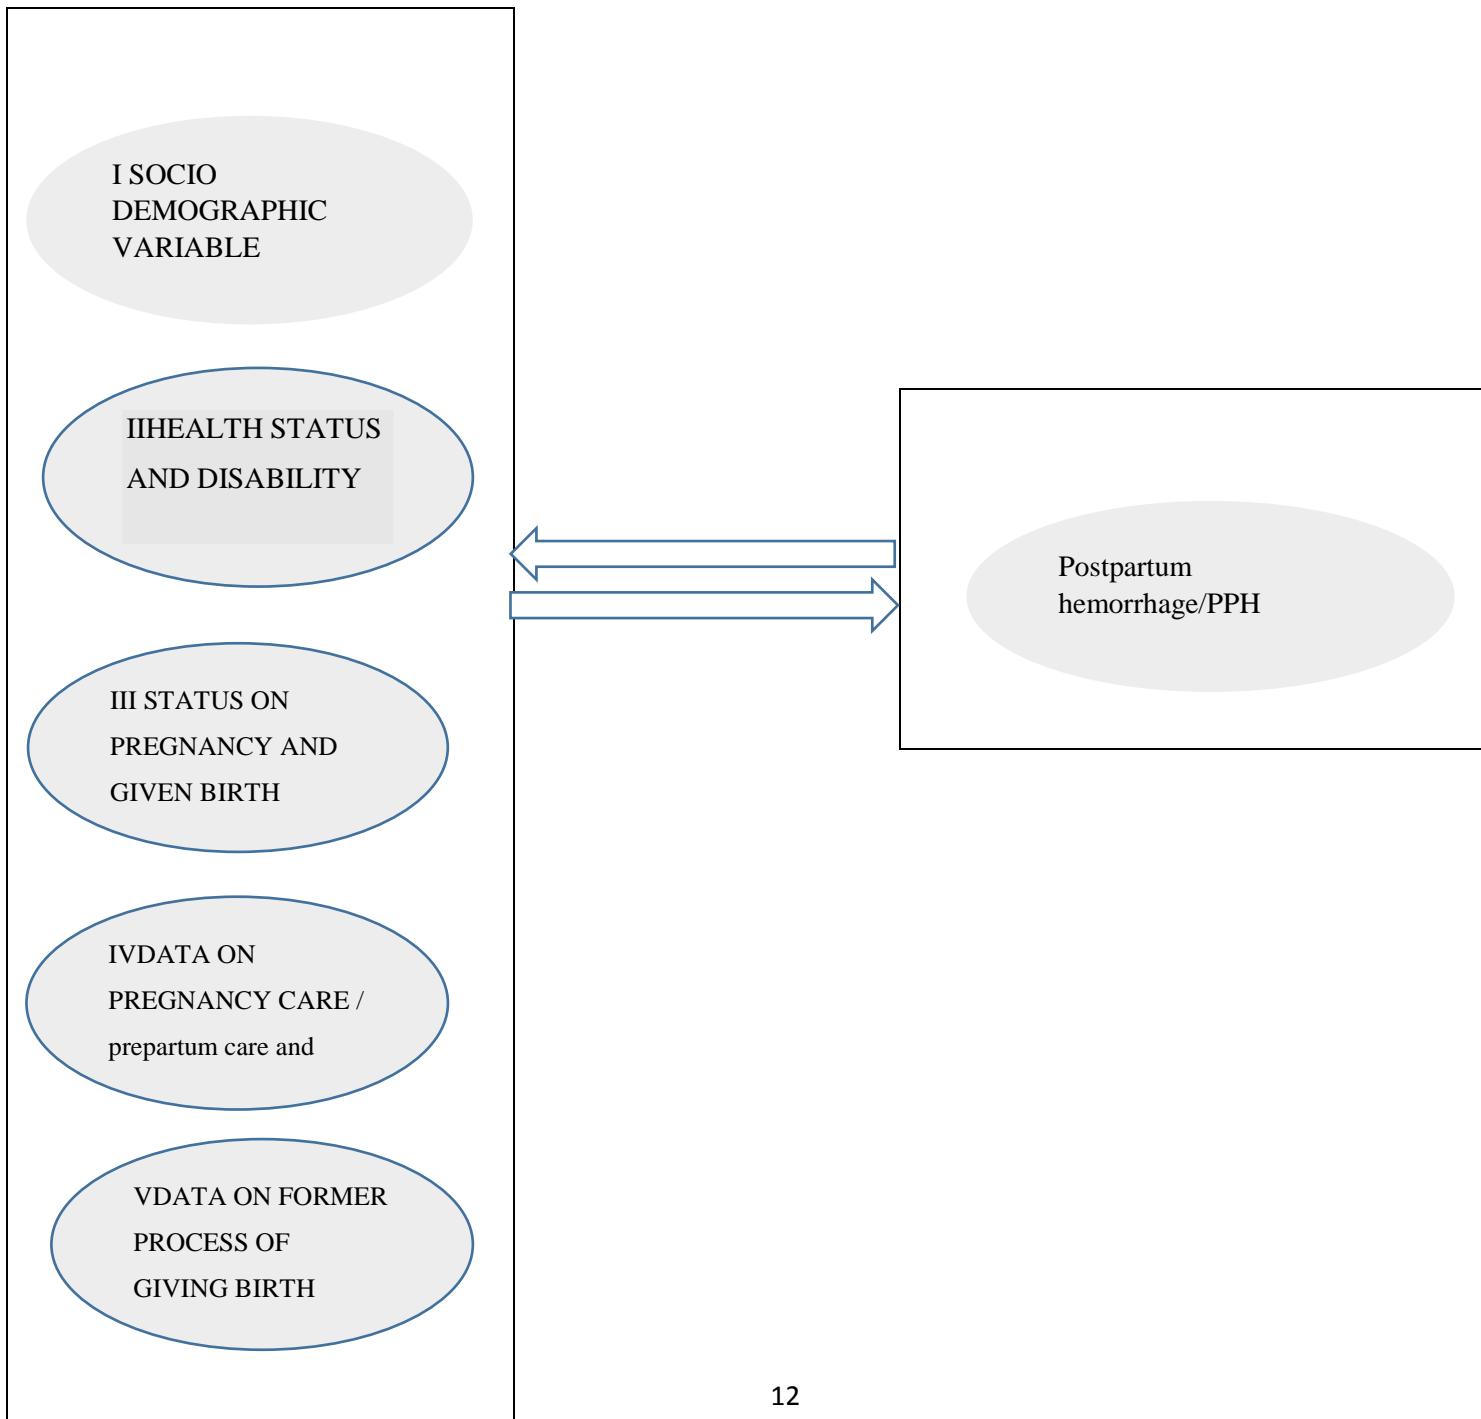 I SOCIO
DEMOGRAPHIC
VARIABLE
IIHEALTH STATUS
AND DISABILITY
III STATUS ON
PREGNANCY AND
GIVEN BIRTH
IVDATA ON
PREGNANCY CARE /
prepartum care and
VDATA ON FORMER
PROCESS OF
GIVING BIRTH
Postpartum
hemorrhage/PPH
12